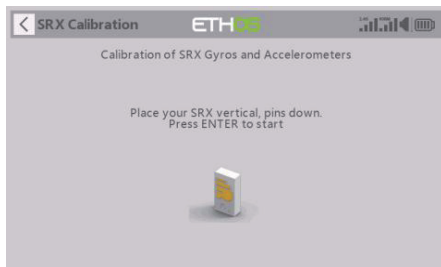 SRX Calibration
ETHOS
Calibration of SRX Gyros and Accelerometers
Place your SRX vertical, pins down.
Press ENTER to start